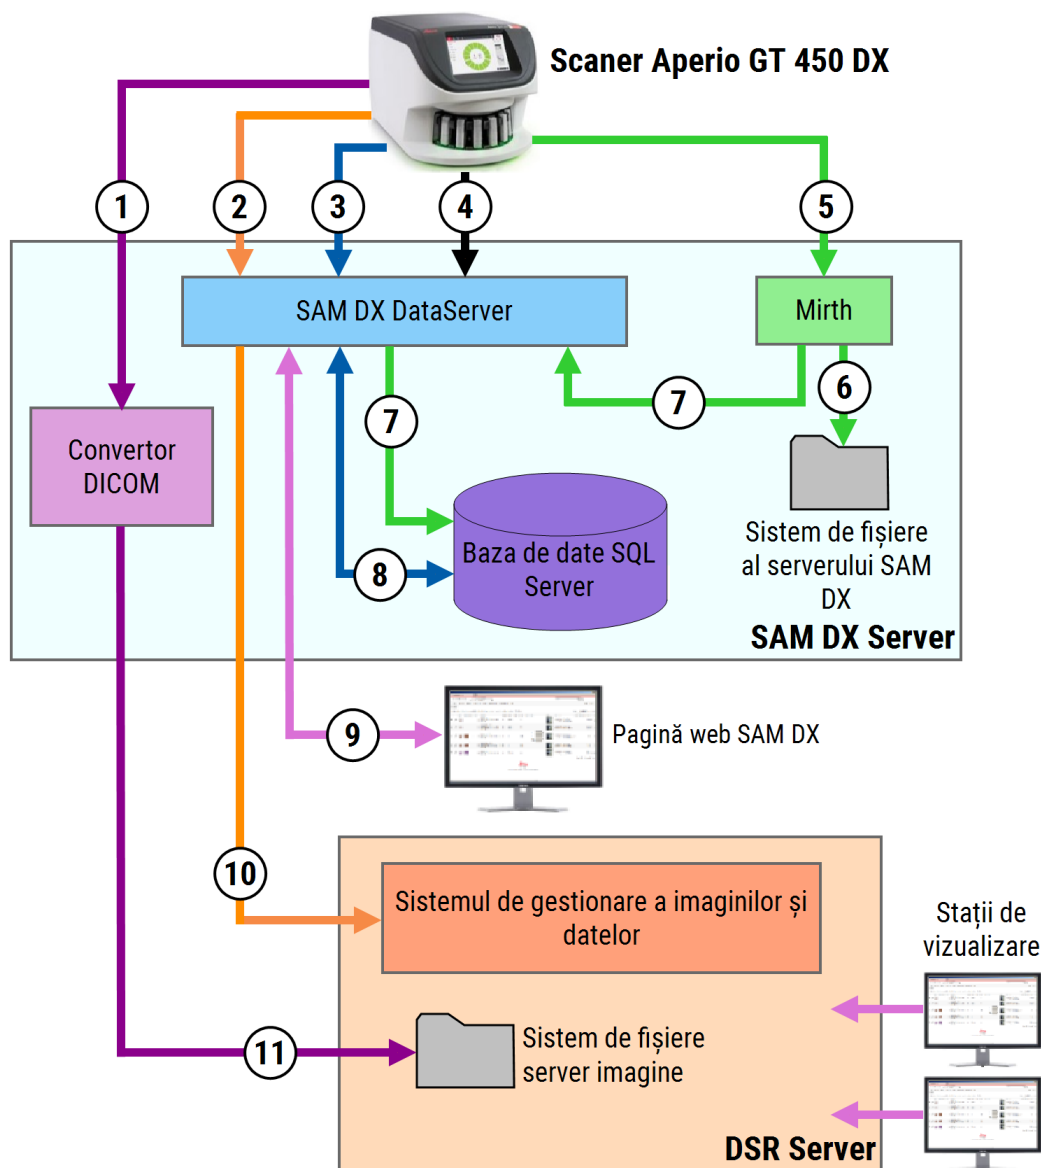 Scaner Aperio GT 450 DX
1
2
3
4
5
SAM DX DataServer
Mirth
7
7
6
Convertor
DICOM
Sistem de fișiere
al serverului SAM
DX
Baza de date SQL
Server
8
SAM DX Server
9
Pagină web SAM DX
10
Sistemul de gestionare a imaginilor și
datelor
Stații de
vizualizare
11
Sistem de fișiere
server imagine
DSR Server